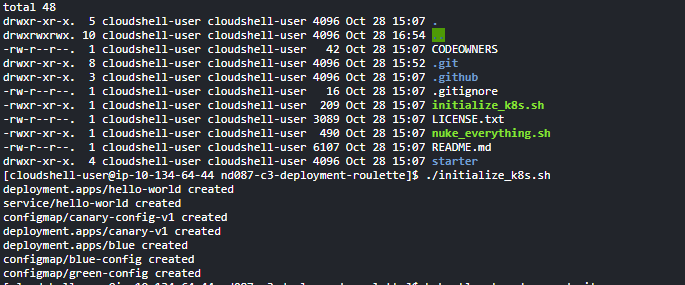 total 48
drwxr-xr-x. 5 cloudshell-user cloudshell-user 4096 Oct 28 15:07 .
drwxrwxrwx. 10 cloudshell-user cloudshell-user 4096 Oct 28 16:54 ..
-rw-r--r--. 1 cloudshell-user cloudshell-user 42 Oct 28 15:07 CODEOWNERS
drwxr-xr-x. 8 cloudshell-user cloudshell-user 4096 Oct 28 15:52 .git
drwxr-xr-x. 3 cloudshell-user cloudshell-user 4096 Oct 28 15:07 .github
-rw-r--r--. 1 cloudshell-user cloudshell-user 16 Oct 28 15:07 .gitignore
-rwxr-xr-x. 1 cloudshell-user cloudshell-user 209 Oct 28 15:07 initialize_k8s.sh
-rw-r--r--. 1 cloudshell-user cloudshell-user 3089 Oct 28 15:07 LICENSE.txt
-rwxr-xr-x. 1 cloudshell-user cloudshell-user 490 Oct 28 15:07 nuke_everything.sh
-rw-r--r--. 1 cloudshell-user cloudshell-user 6107 Oct 28 15:07 README.md
drwxr-xr-x. 4 cloudshell-user cloudshell-user 4096 Oct 28 15:07 starter
[cloudshell-user@ip-10-134-64-44 nd087-c3-deployment-roulette]$ ./initialize_k8s.sh
deployment.apps/hello-world created
service/hello-world created
configmap/canary-config-v1 created
deployment.apps/canary-v1 created
deployment.apps/blue created
configmap/blue-config created
configmap/green-config created